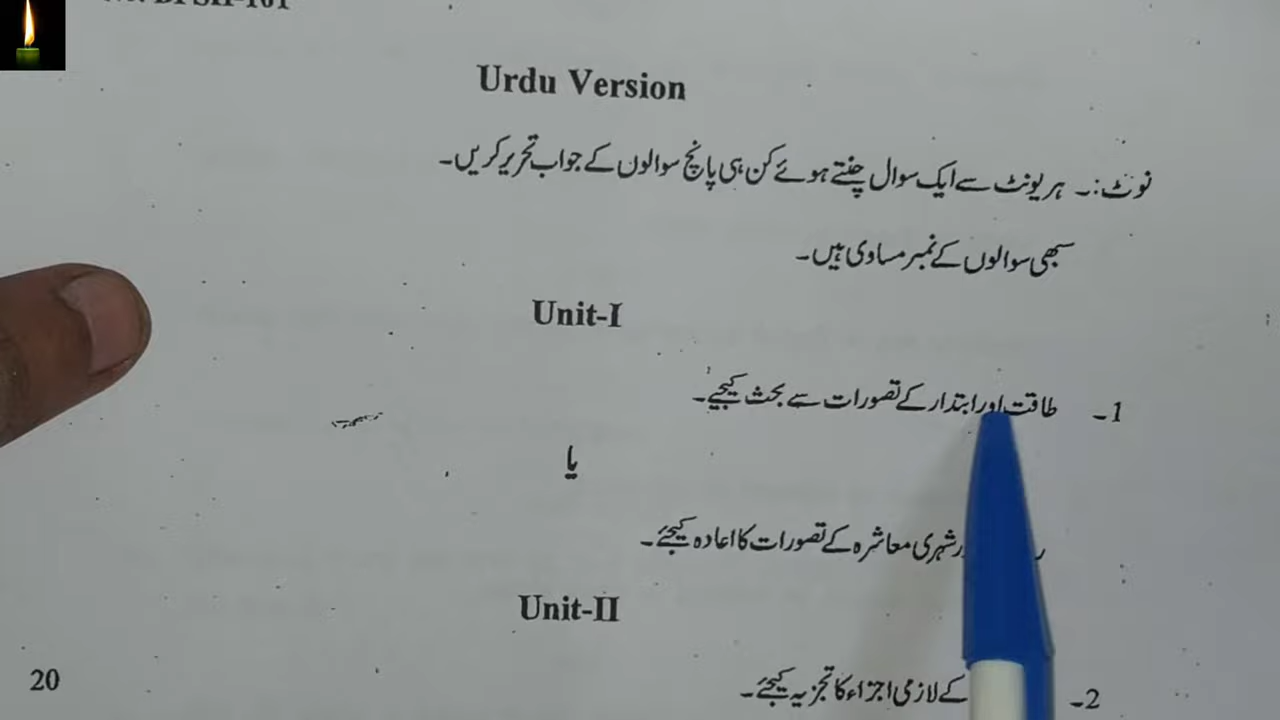 Urdu Version
نوٹ:۔ ہر یونٹ سے ایک سوال چنتے ہوئے کن ہی پانچ سوالوں کے جواب تحریر کریں۔
سبھی سوالوں کے نمبر مساوی ہیں۔
Unit-I
1۔ طاقت اور ابتدار کے تصورات سے بحث کیجیے۔
یا
شہری معاشرہ کے تصورات کا اعادہ کیجئے۔
Unit-II
2۔ کے لازمی اجزاء کا تجزیہ کیجئے۔
20